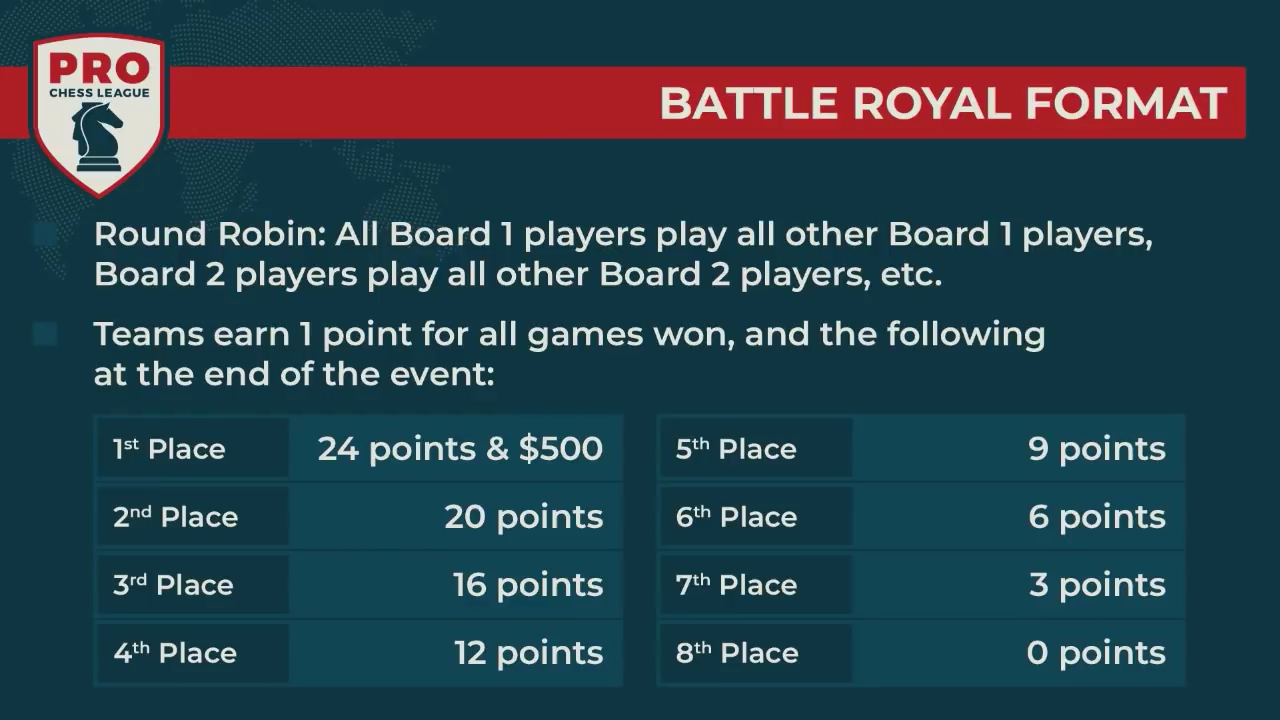 PRO
CHESS LEAGUE
BATTLE ROYAL FORMAT
Round Robin: All Board 1 players play all other Board 1 players,
Board 2 players play all other Board 2 players, etc.
Teams earn 1 point for all games won, and the following
at the end of the event:
1st Place 24 points & $500
2nd Place 20 points
3rd Place 16 points
4th Place 12 points
5th Place 9 points
6th Place 6 points
7th Place 3 points
8th Place 0 points